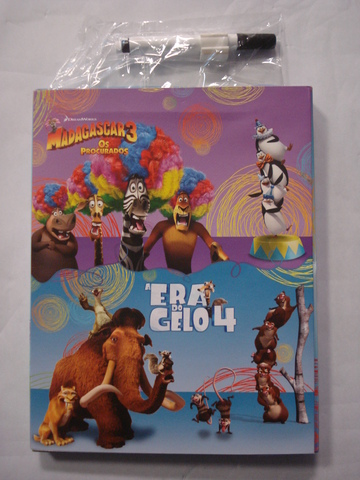 DREAMWORKS
MADAGASCAR 3
OS
PROCURADOS
A ERA
DO
GELO 4